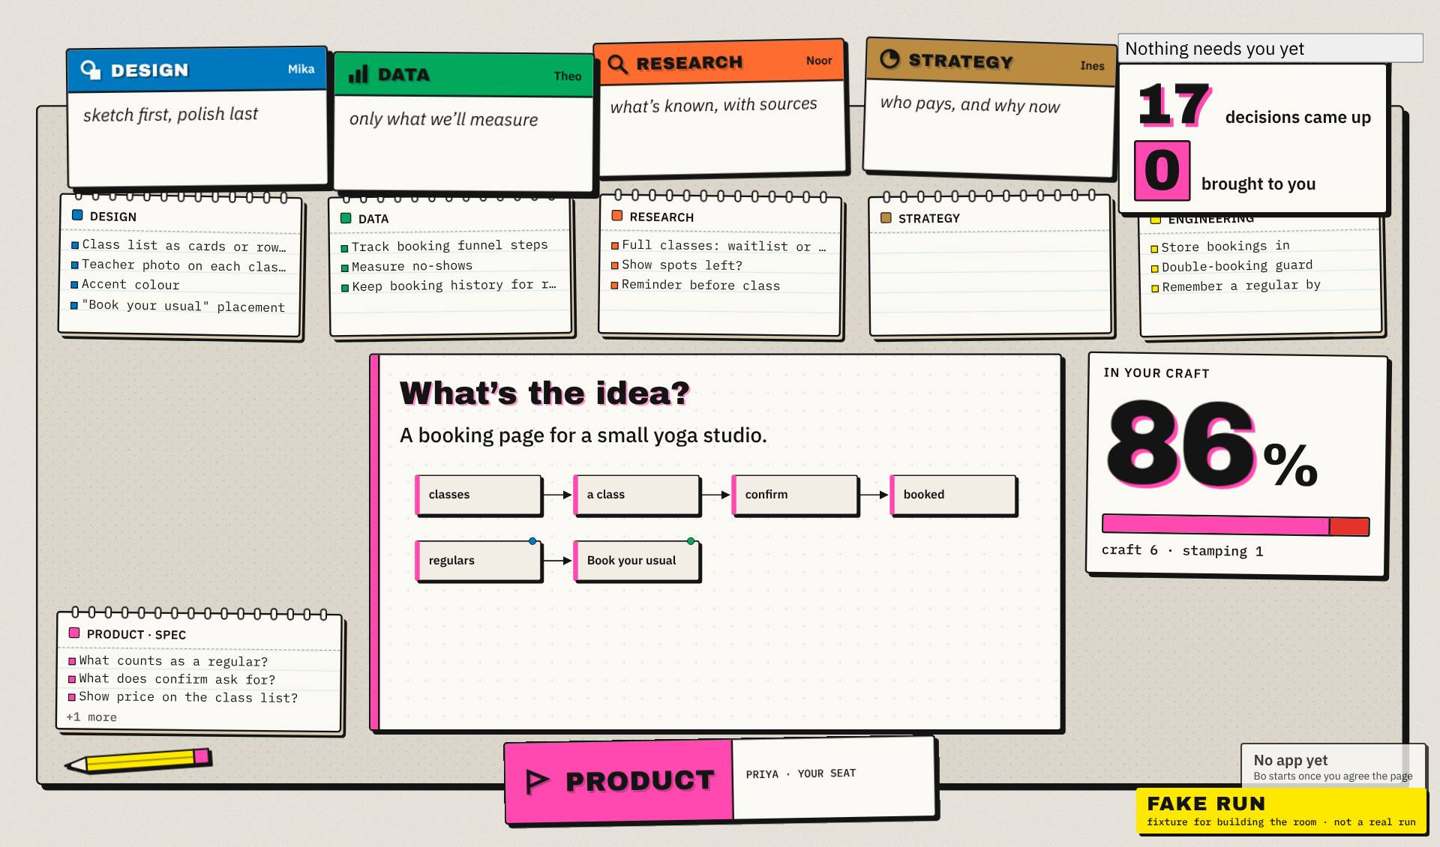 DESIGN
Mika
sketch first, polish last
DATA
Theo
only what we'll measure
RESEARCH
Noor
what's known, with sources
STRATEGY
Ines
who pays, and why now
Nothing needs you yet
17 decisions came up
0 brought to you
DESIGN
Class list as cards or row…
Teacher photo on each clas…
Accent colour
"Book your usual" placement
DATA
Track booking funnel steps
Measure no-shows
Keep booking history for r…
RESEARCH
Full classes: waitlist or …
Show spots left?
Reminder before class
STRATEGY
ENGINEERING
Store bookings in
Double-booking guard
Remember a regular by
What's the idea?
A booking page for a small yoga studio.
classes
a class
confirm
booked
regulars
Book your usual
IN YOUR CRAFT
86%
craft 6 · stamping 1
PRODUCT · SPEC
What counts as a regular?
What does confirm ask for?
Show price on the class list?
+1 more
PRODUCT
PRIYA · YOUR SEAT
No app yet
Bo starts once you agree the page
FAKE RUN
fixture for building the room · not a real run